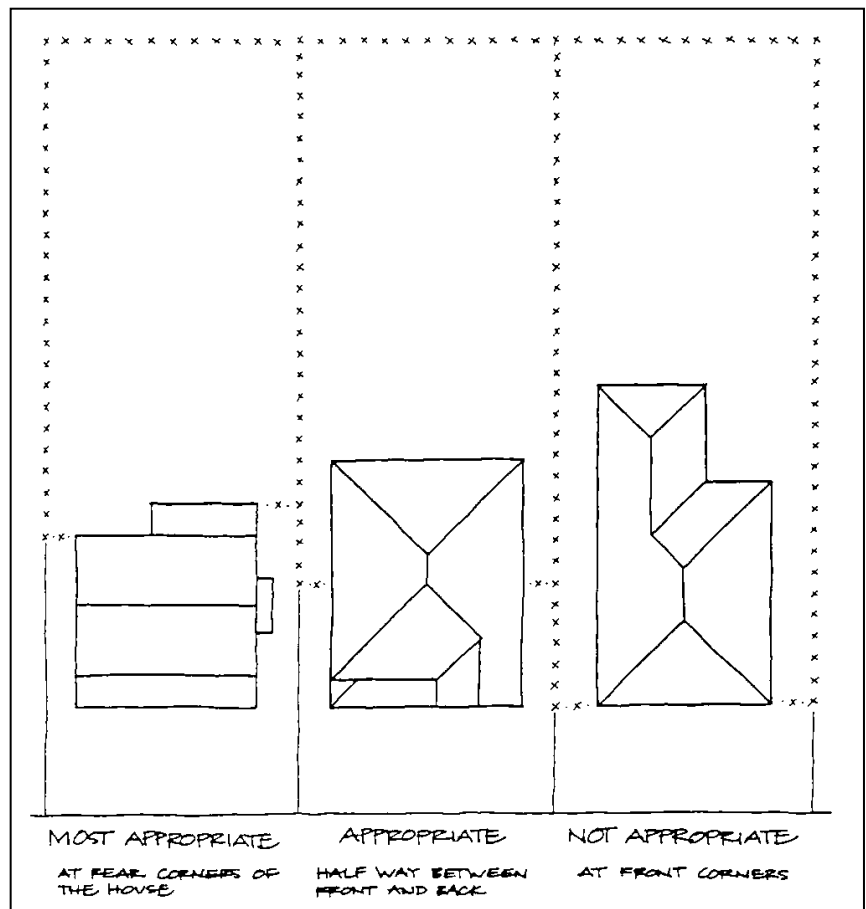 MOST APPROPRIATE
AT REAR CORNERS OF
THE HOUSE
APPROPRIATE
HALF WAY BETWEEN
FRONT AND BACK
NOT APPROPRIATE
AT FRONT CORNERS